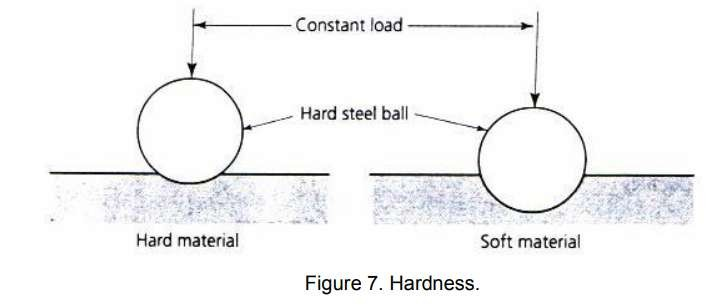 Constant load
Hard steel ball
Hard material
Soft material
Figure 7. Hardness.